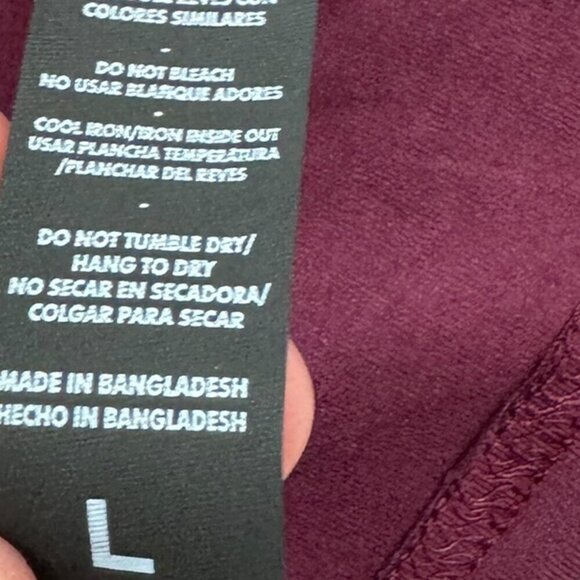 COLORES SIMILARES
DO NOT BLEACH
NO USAR BLANQUE ADORES
COOL IRON/IRON INSIDE OUT
USAR PLANCHA TEMPERATURA
/PLANCHAR DEL REVES
DO NOT TUMBLE DRY/
HANG TO DRY
NO SECAR EN SECADORA/
COLGAR PARA SECAR
MADE IN BANGLADESH
HECHO IN BANGLADESH
L